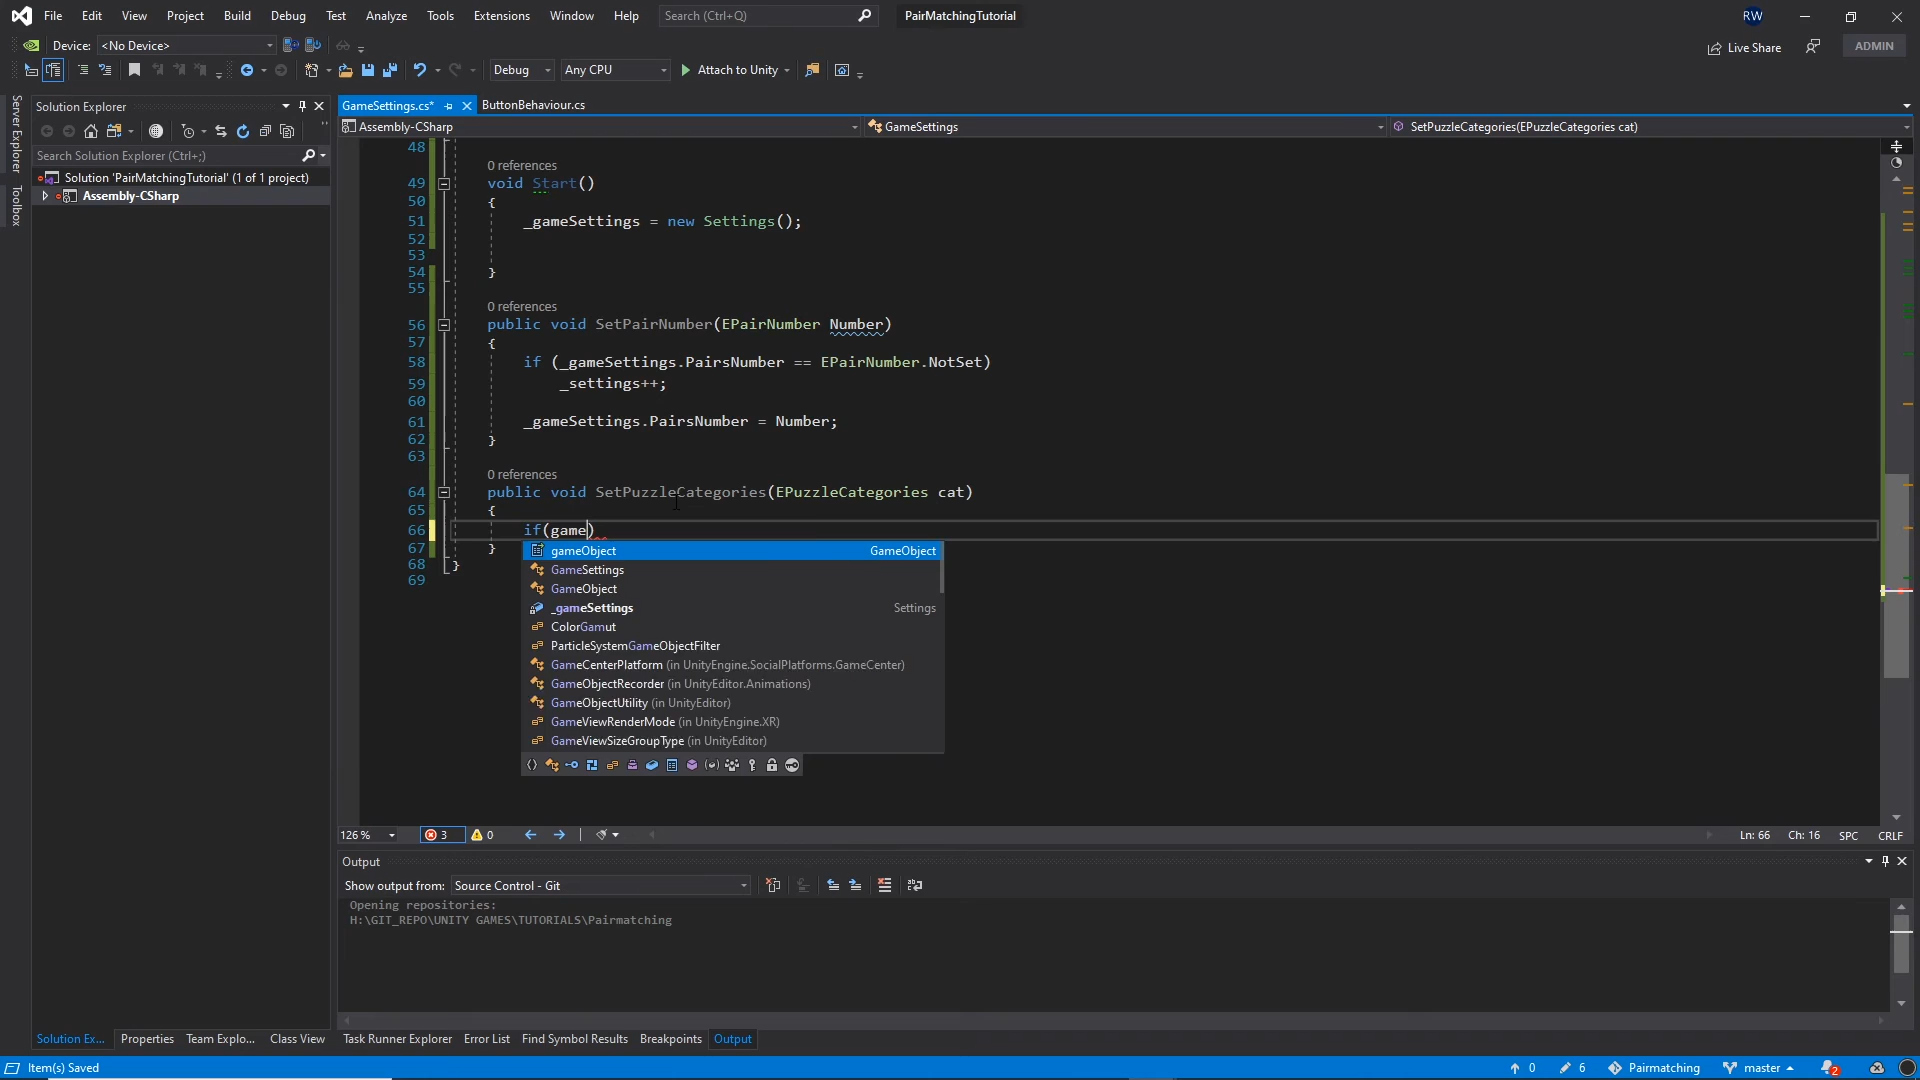 File Edit View Project Build Debug Test Analyze Tools Extensions Window Help Search (Ctrl+Q) PairMatchingTutorial RW
Device: <No Device> Live Share ADMIN
Debug Any CPU Attach to Unity
Server Explorer
Toolbox
Solution Explorer
Search Solution Explorer (Ctrl+;)
Solution 'PairMatchingTutorial' (1 of 1 project)
Assembly-CSharp
GameSettings.cs* ButtonBehaviour.cs
Assembly-CSharp GameSettings SetPuzzleCategories(EPuzzleCategories cat)
48
0 references
49 void Start()
50 {
51 _gameSettings = new Settings();
52
53
54 }
55
0 references
56 public void SetPairNumber(EPairNumber Number)
57 {
58 if (_gameSettings.PairsNumber == EPairNumber.NotSet)
59 _settings++;
60
61 _gameSettings.PairsNumber = Number;
62 }
63
0 references
64 public void SetPuzzleCategories(EPuzzleCategories cat)
65 {
66 if(game)
67 }
68 }
69
gameObject GameObject
GameSettings
GameObject
_gameSettings Settings
ColorGamut
ParticleSystemGameObjectFilter
GameCenterPlatform (in UnityEngine.SocialPlatforms.GameCenter)
GameObjectRecorder (in UnityEditor.Animations)
GameObjectUtility (in UnityEditor)
GameViewRenderMode (in UnityEngine.XR)
GameViewSizeGroupType (in UnityEditor)
126 % 3 0 Ln: 66 Ch: 16 SPC CRLF
Output
Show output from: Source Control - Git
Opening repositories:
H:\GIT_REPO\UNITY GAMES\TUTORIALS\Pairmatching
Solution Ex... Properties Team Explo... Class View Task Runner Explorer Error List Find Symbol Results Breakpoints Output
Item(s) Saved 0 6 Pairmatching master 2